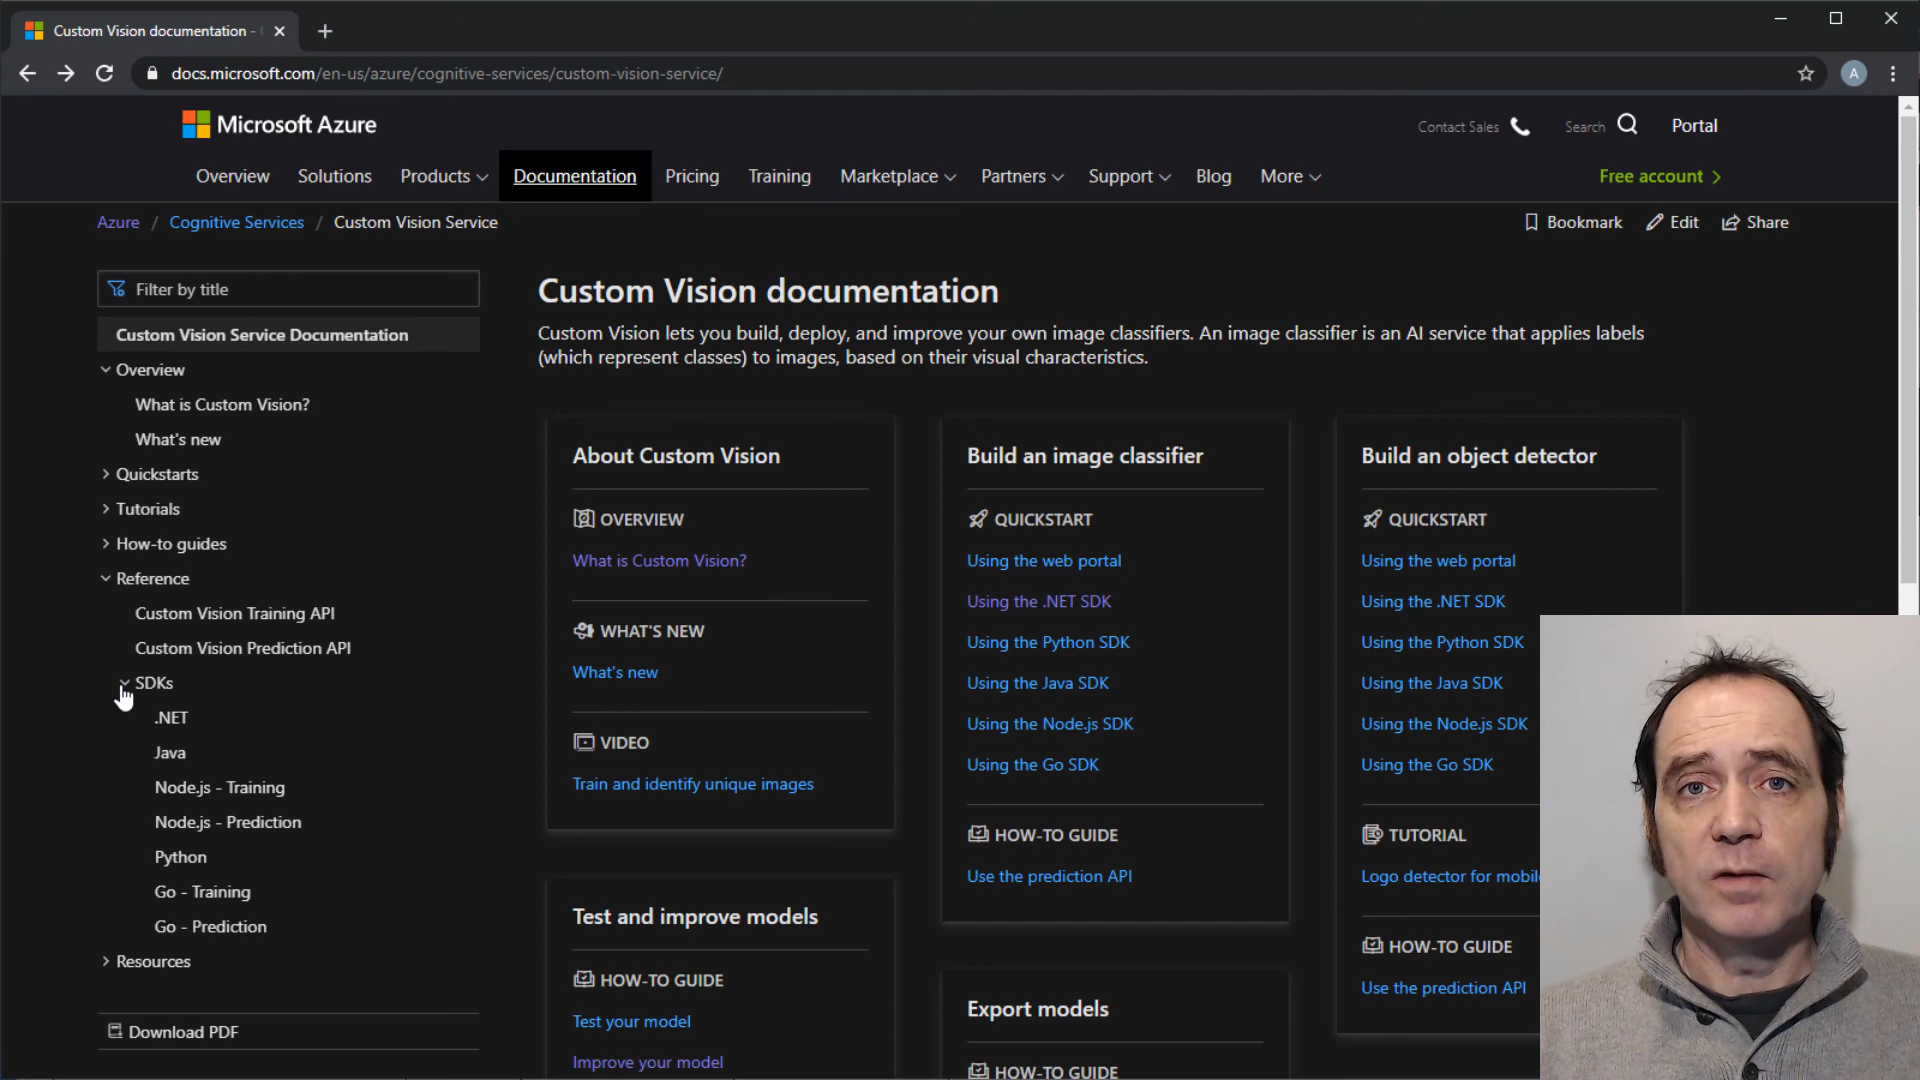 Custom Vision documentation -
docs.microsoft.com/en-us/azure/cognitive-services/custom-vision-service/
A
Microsoft Azure
Contact Sales
Search
Portal
Overview
Solutions
Products
Documentation
Pricing
Training
Marketplace
Partners
Support
Blog
More
Free account
Azure / Cognitive Services / Custom Vision Service
Bookmark
Edit
Share
Filter by title
Custom Vision Service Documentation
Overview
What is Custom Vision?
What's new
Quickstarts
Tutorials
How-to guides
Reference
Custom Vision Training API
Custom Vision Prediction API
SDKs
.NET
Java
Node.js - Training
Node.js - Prediction
Python
Go - Training
Go - Prediction
Resources
Download PDF
Custom Vision documentation
Custom Vision lets you build, deploy, and improve your own image classifiers. An image classifier is an AI service that applies labels
(which represent classes) to images, based on their visual characteristics.
About Custom Vision
OVERVIEW
What is Custom Vision?
WHAT'S NEW
What's new
VIDEO
Train and identify unique images
Test and improve models
HOW-TO GUIDE
Test your model
Improve your model
Build an image classifier
QUICKSTART
Using the web portal
Using the .NET SDK
Using the Python SDK
Using the Java SDK
Using the Node.js SDK
Using the Go SDK
HOW-TO GUIDE
Use the prediction API
Export models
HOW-TO GUIDE
Build an object detector
QUICKSTART
Using the web portal
Using the .NET SDK
Using the Python SDK
Using the Java SDK
Using the Node.js SDK
Using the Go SDK
TUTORIAL
Logo detector for mobil
HOW-TO GUIDE
Use the prediction API